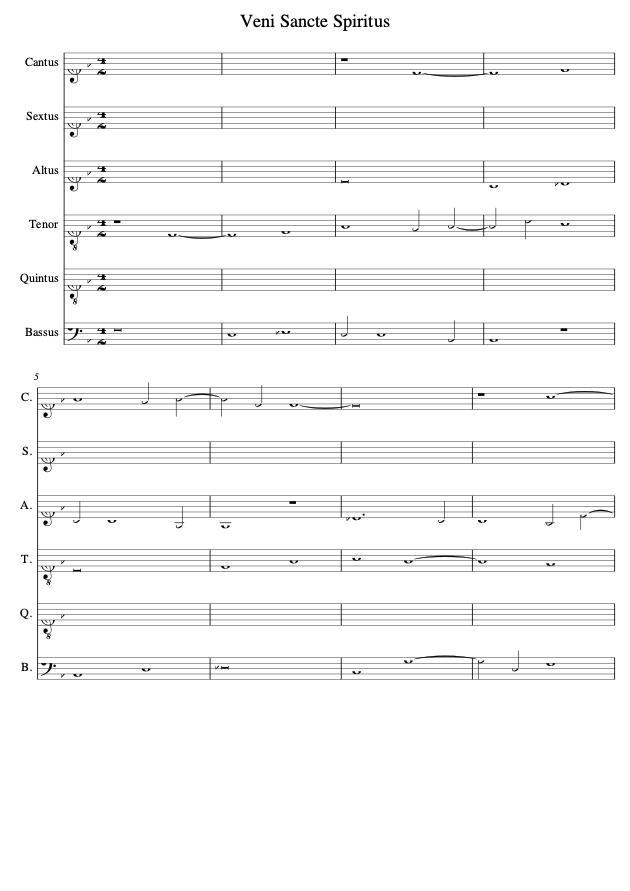 Veni Sancte Spiritus
Cantus
Sextus
Altus
Tenor
Quintus
Bassus
5
C.
S.
A.
T.
Q.
B.